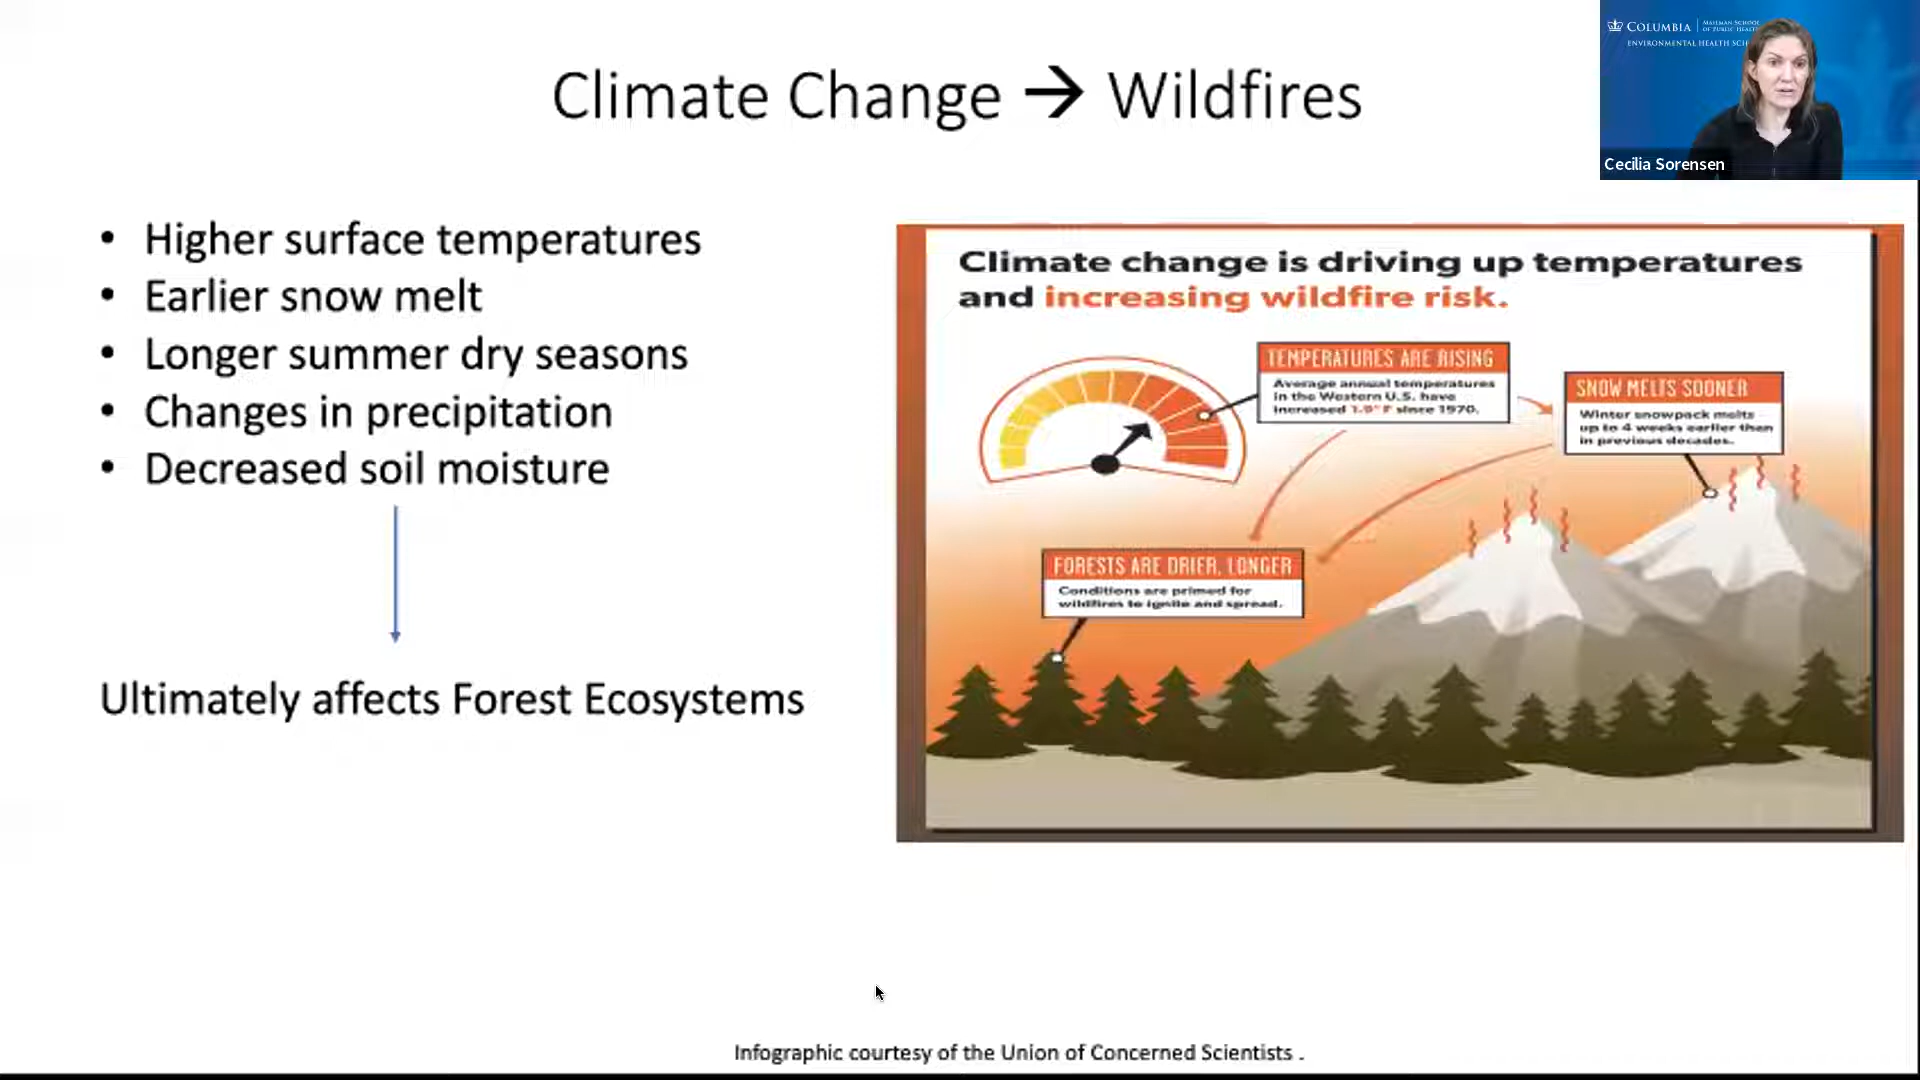 Climate Change → Wildfires
COLUMBIA
MAILMAN SCHOOL
OF PUBLIC HEALTH
ENVIRONMENTAL HEALTH SCI
Cecilia Sorensen
• Higher surface temperatures
• Earlier snow melt
• Longer summer dry seasons
• Changes in precipitation
• Decreased soil moisture
Ultimately affects Forest Ecosystems
Climate change is driving up temperatures
and increasing wildfire risk.
TEMPERATURES ARE RISING
Average annual temperatures
in the Western U.S. have
increased 1.9° F since 1970.
SNOW MELTS SOONER
Winter snowpack melts
up to 4 weeks earlier than
in previous decades.
FORESTS ARE DRIER, LONGER
Conditions are primed for
wildfires to ignite and spread.
Infographic courtesy of the Union of Concerned Scientists .